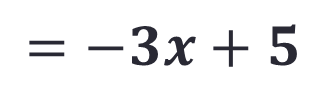 = −3x + 5